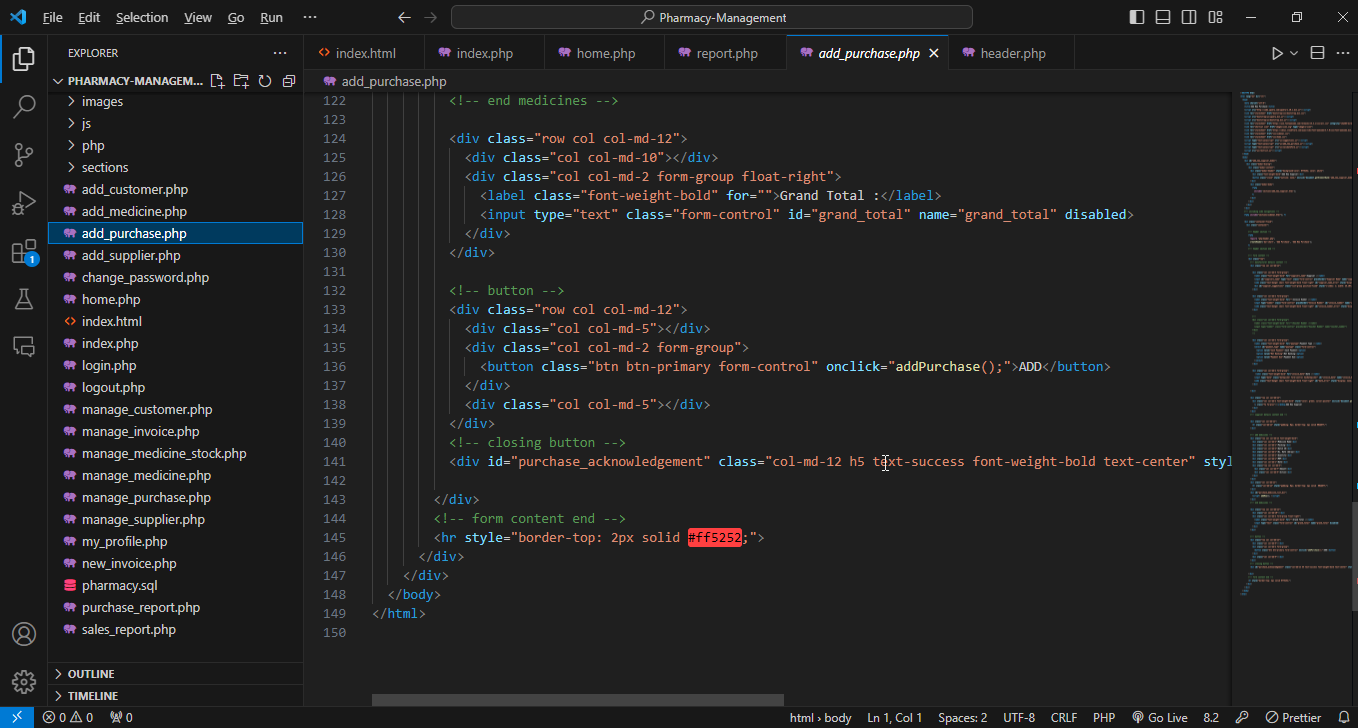 File Edit Selection View Go Run ···
Pharmacy-Management
EXPLORER
PHARMACY-MANAGEM...
images
js
php
sections
add_customer.php
add_medicine.php
add_purchase.php
add_supplier.php
change_password.php
home.php
index.html
index.php
login.php
logout.php
manage_customer.php
manage_invoice.php
manage_medicine_stock.php
manage_medicine.php
manage_purchase.php
manage_supplier.php
my_profile.php
new_invoice.php
pharmacy.sql
purchase_report.php
sales_report.php
OUTLINE
TIMELINE
1
index.html index.php home.php report.php add_purchase.php header.php
add_purchase.php
122 <!-- end medicines -->
123
124 <div class="row col col-md-12">
125 <div class="col col-md-10"></div>
126 <div class="col col-md-2 form-group float-right">
127 <label class="font-weight-bold" for="">Grand Total :</label>
128 <input type="text" class="form-control" id="grand_total" name="grand_total" disabled>
129 </div>
130 </div>
131
132 <!-- button -->
133 <div class="row col col-md-12">
134 <div class="col col-md-5"></div>
135 <div class="col col-md-2 form-group">
136 <button class="btn btn-primary form-control" onclick="addPurchase();">ADD</button>
137 </div>
138 <div class="col col-md-5"></div>
139 </div>
140 <!-- closing button -->
141 <div id="purchase_acknowledgement" class="col-md-12 h5 text-success font-weight-bold text-center" styl
142
143 </div>
144 <!-- form content end -->
145 <hr style="border-top: 2px solid #ff5252;">
146 </div>
147 </div>
148 </body>
149 </html>
150
0 0 0 html › body Ln 1, Col 1 Spaces: 2 UTF-8 CRLF PHP Go Live 8.2 Prettier